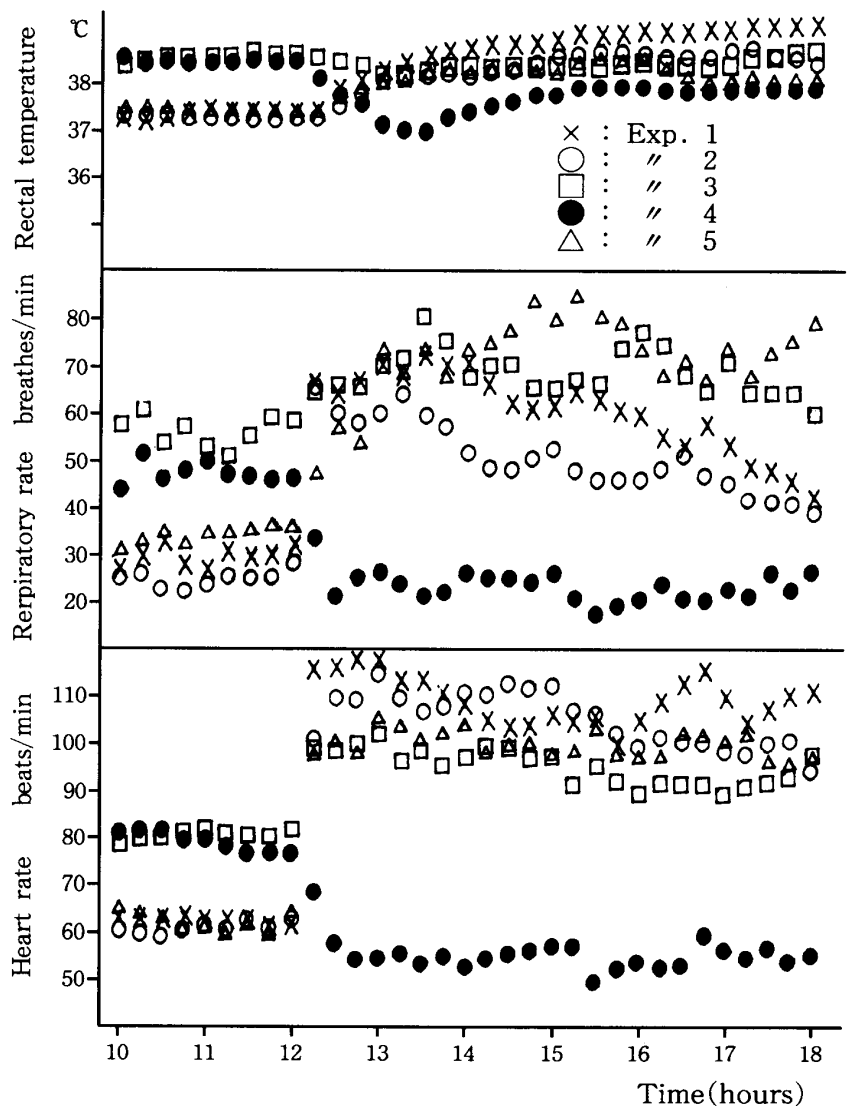 °C
38
37
36
Rectal temperature
× : Exp. 1
○ : 〃 2
□ : 〃 3
● : 〃 4
△ : 〃 5
80
70
60
50
40
30
20
Rerpiratory rate breathes/min
110
100
90
80
70
60
50
Heart rate beats/min
10 11 12 13 14 15 16 17 18
Time(hours)